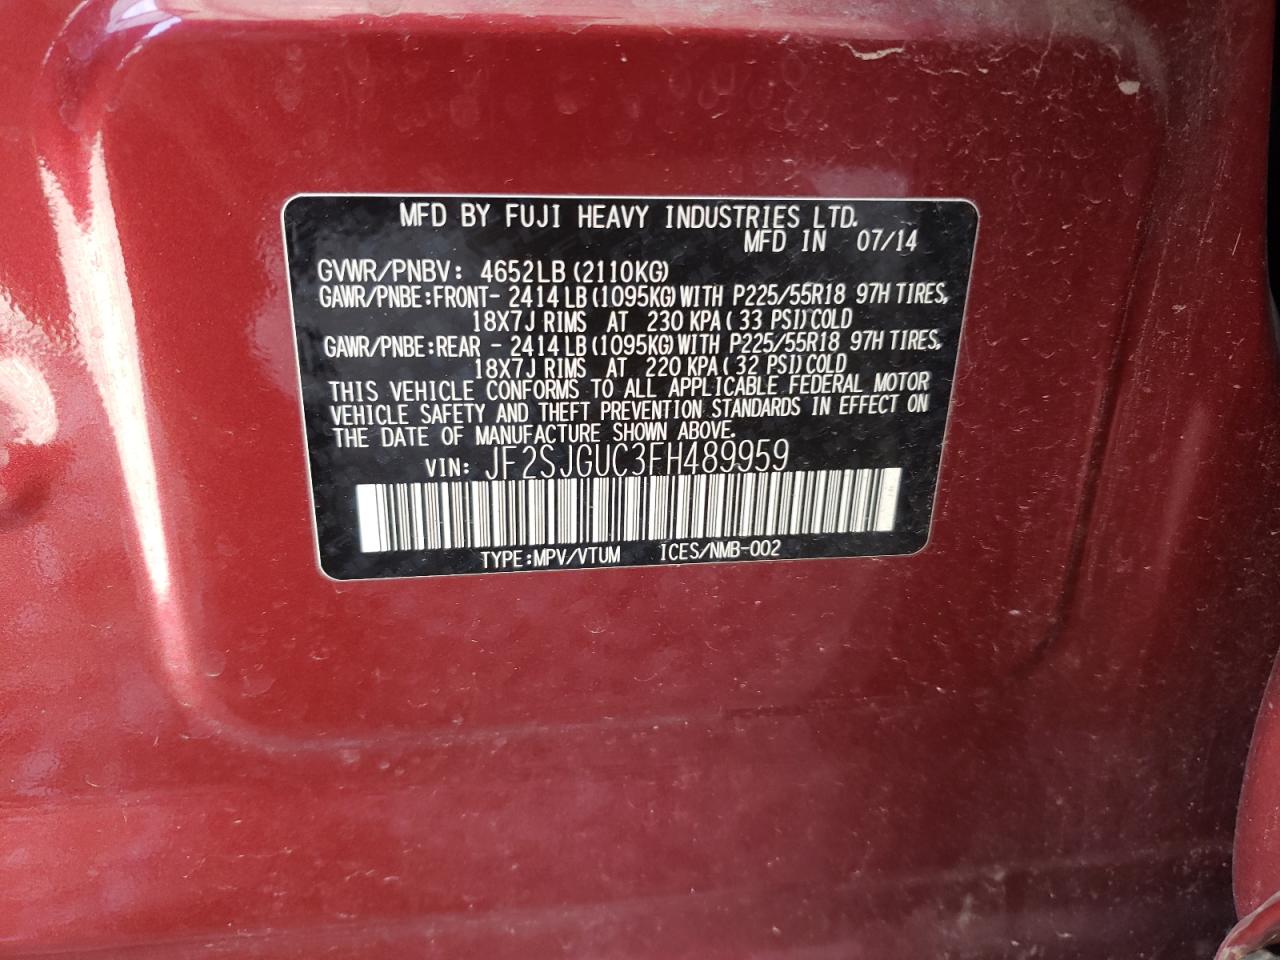 MFD BY FUJI HEAVY INDUSTRIES LTD.
MFD IN 07/14
GVWR/PNBV: 4652LB (2110KG)
GAWR/PNBE:FRONT- 2414 LB (1095KG) WITH P225/55R18 97H TIRES,
18X7J RIMS AT 230 KPA ( 33 PSI) COLD
GAWR/PNBE:REAR - 2414 LB (1095KG) WITH P225/55R18 97H TIRES,
18X7J RIMS AT 220 KPA ( 32 PSI) COLD
THIS VEHICLE CONFORMS TO ALL APPLICABLE FEDERAL MOTOR
VEHICLE SAFETY AND THEFT PREVENTION STANDARDS IN EFFECT ON
THE DATE OF MANUFACTURE SHOWN ABOVE.
VIN: JF2SJGUC3FH489959
TYPE:MPV/VTUM ICES/NMB-002